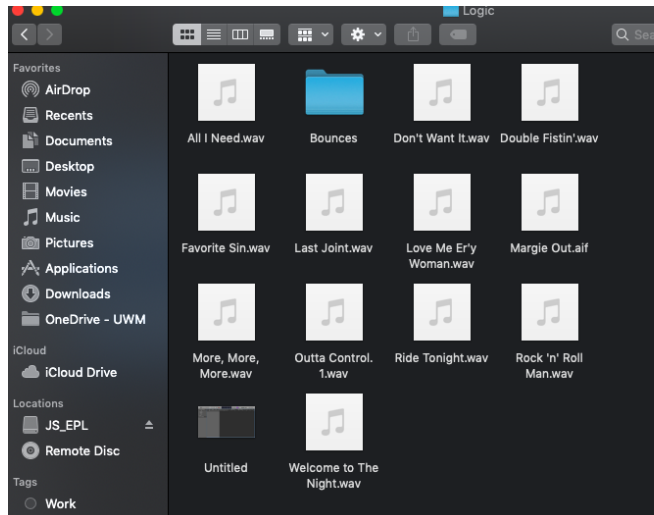 Logic
Sea
Favorites
AirDrop
Recents
Documents
Desktop
Movies
Music
Pictures
Applications
Downloads
OneDrive - UWM
iCloud
iCloud Drive
Locations
JS_EPL
Remote Disc
Tags
Work
All I Need.wav
Bounces
Don't Want It.wav
Double Fistin'.wav
Favorite Sin.wav
Last Joint.wav
Love Me Er'y
Woman.wav
Margie Out.aif
More, More,
More.wav
Outta Control.
1.wav
Ride Tonight.wav
Rock 'n' Roll
Man.wav
Untitled
Welcome to The
Night.wav